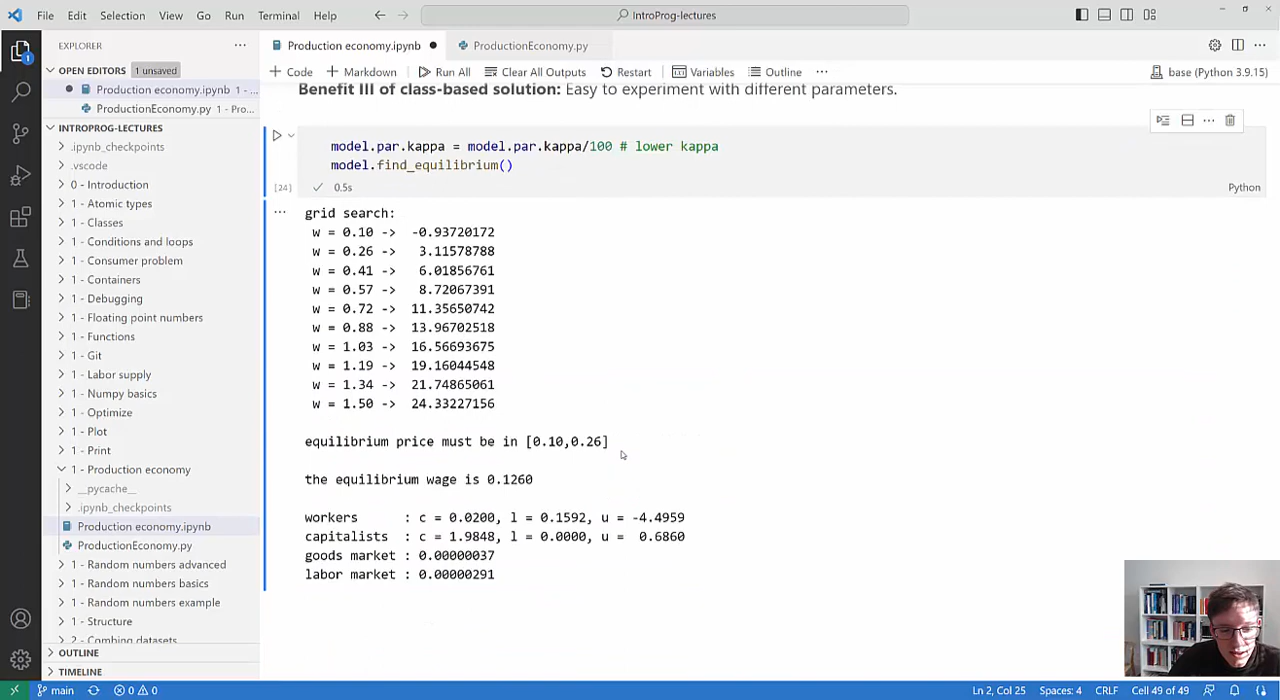 File Edit Selection View Go Run Terminal Help
IntroProg-lectures
EXPLORER
Production economy.ipynb
ProductionEconomy.py
OPEN EDITORS 1 unsaved
Code Markdown Run All Clear All Outputs Restart Variables Outline ... base (Python 3.9.15)
Production economy.ipynb 1 - ...
ProductionEconomy.py 1 - Pro...
INTROPROG-LECTURES
.ipynb_checkpoints
.vscode
0 - Introduction
1 - Atomic types
1 - Classes
1 - Conditions and loops
1 - Consumer problem
1 - Containers
1 - Debugging
1 - Floating point numbers
1 - Functions
1 - Git
1 - Labor supply
1 - Numpy basics
1 - Optimize
1 - Plot
1 - Print
1 - Production economy
__pycache__
.ipynb_checkpoints
Production economy.ipynb
ProductionEconomy.py
1 - Random numbers advanced
1 - Random numbers basics
1 - Random numbers example
1 - Structure
2 - Combing datasets
OUTLINE
TIMELINE
Benefit III of class-based solution: Easy to experiment with different parameters.
model.par.kappa = model.par.kappa/100 # lower kappa
model.find_equilibrium()
[24] 0.5s Python
grid search:
w = 0.10 -> -0.93720172
w = 0.26 -> 3.11578788
w = 0.41 -> 6.01856761
w = 0.57 -> 8.72067391
w = 0.72 -> 11.35650742
w = 0.88 -> 13.96702518
w = 1.03 -> 16.56693675
w = 1.19 -> 19.16044548
w = 1.34 -> 21.74865061
w = 1.50 -> 24.33227156
equilibrium price must be in [0.10,0.26]
the equilibrium wage is 0.1260
workers : c = 0.0200, l = 0.1592, u = -4.4959
capitalists : c = 1.9848, l = 0.0000, u = 0.6860
goods market : 0.00000037
labor market : 0.00000291
main 0 0 Ln 2, Col 25 Spaces: 4 CRLF Cell 49 of 49